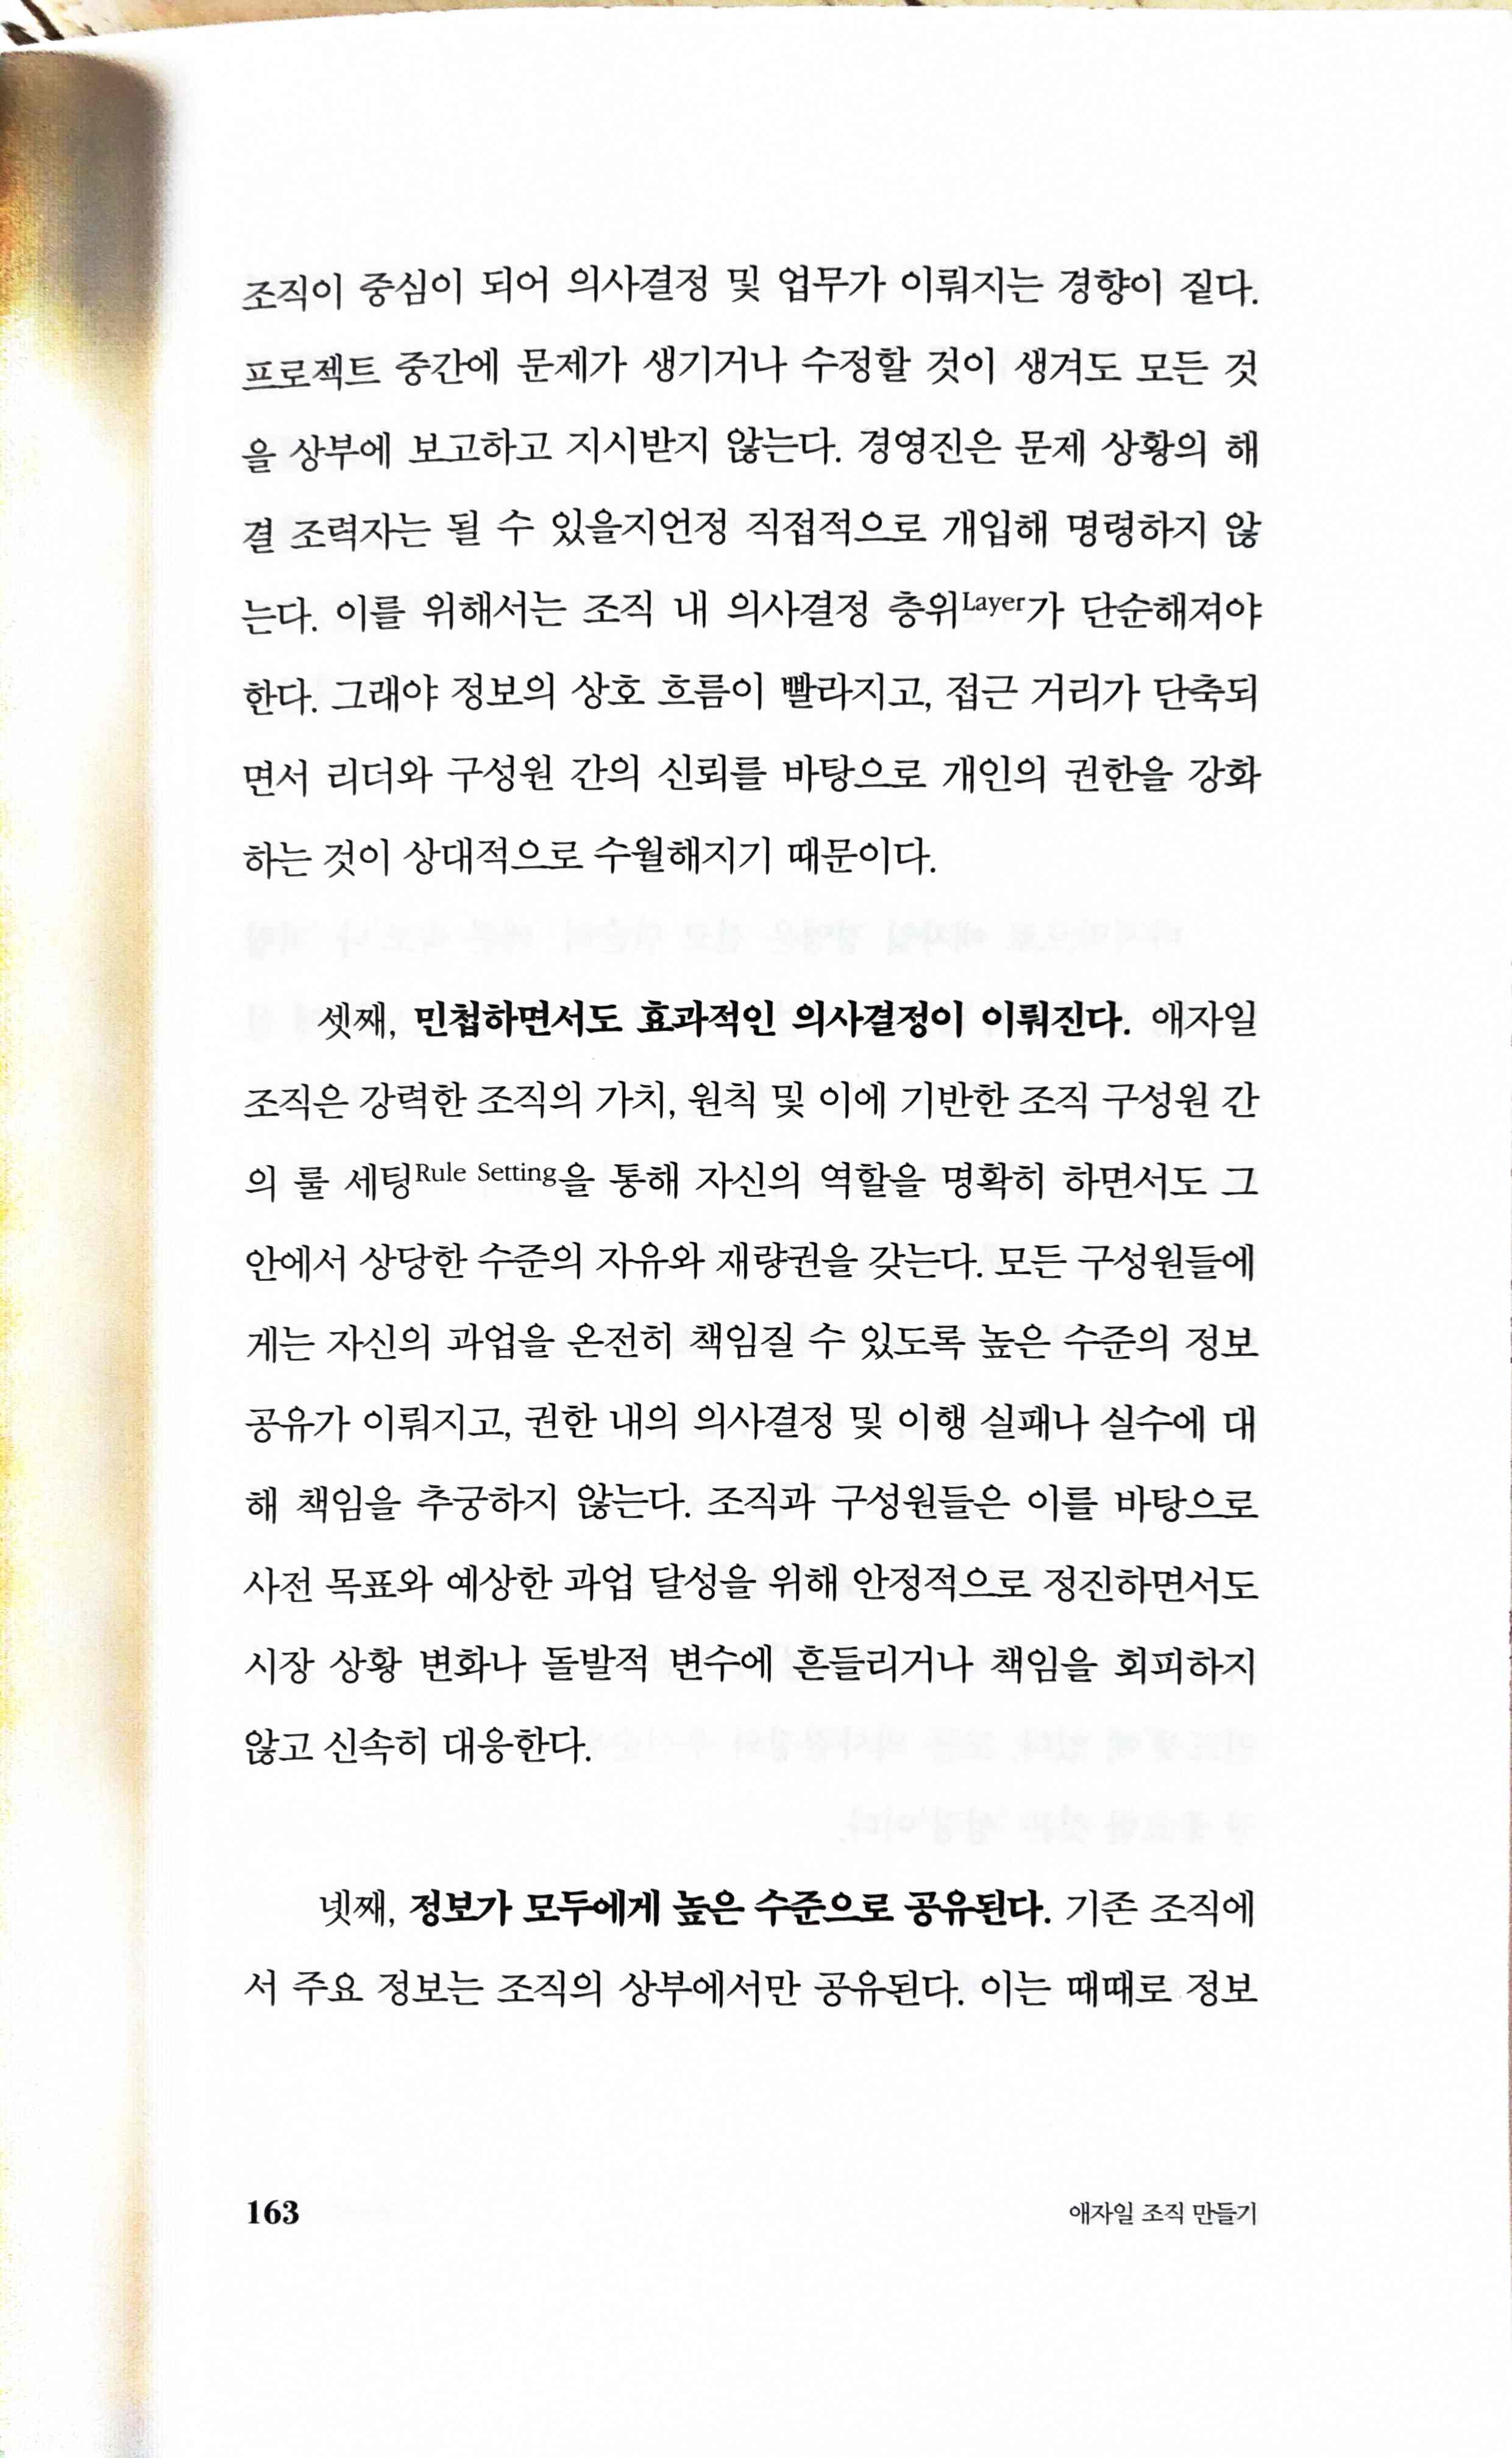 조직이 중심이 되어 의사결정 및 업무가 이뤄지는 경향이 짙다.
프로젝트 중간에 문제가 생기거나 수정할 것이 생겨도 모든 것
을 상부에 보고하고 지시받지 않는다. 경영진은 문제 상황의 해
결 조력자는 될 수 있을지언정 직접적으로 개입해 명령하지 않
는다. 이를 위해서는 조직 내 의사결정 층위Layer가 단순해져야
한다. 그래야 정보의 상호 흐름이 빨라지고, 접근 거리가 단축되
면서 리더와 구성원 간의 신뢰를 바탕으로 개인의 권한을 강화
하는 것이 상대적으로 수월해지기 때문이다.
셋째, 민첩하면서도 효과적인 의사결정이 이뤄진다. 애자일
조직은 강력한 조직의 가치, 원칙 및 이에 기반한 조직 구성원 간
의 룰 세팅Rule Setting을 통해 자신의 역할을 명확히 하면서도 그
안에서 상당한 수준의 자유와 재량권을 갖는다. 모든 구성원들에
게는 자신의 과업을 온전히 책임질 수 있도록 높은 수준의 정보
공유가 이뤄지고, 권한 내의 의사결정 및 이행 실패나 실수에 대
해 책임을 추궁하지 않는다. 조직과 구성원들은 이를 바탕으로
사전 목표와 예상한 과업 달성을 위해 안정적으로 정진하면서도
시장 상황 변화나 돌발적 변수에 흔들리거나 책임을 회피하지
않고 신속히 대응한다.
넷째, 정보가 모두에게 높은 수준으로 공유된다. 기존 조직에
서 주요 정보는 조직의 상부에서만 공유된다. 이는 때때로 정보
163
애자일 조직 만들기